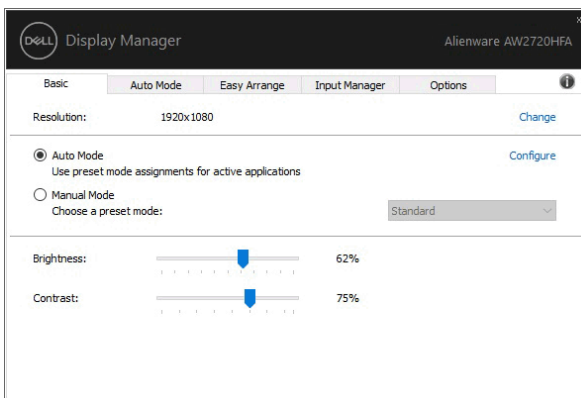 DELL Display Manager Alienware AW2720HFA
Basic Auto Mode Easy Arrange Input Manager Options
Resolution: 1920x1080 Change
Auto Mode Configure
Use preset mode assignments for active applications
Manual Mode
Choose a preset mode: Standard
Brightness: 62%
Contrast: 75%